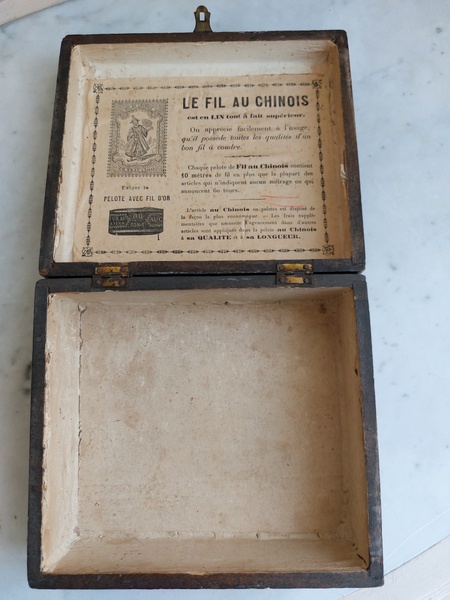 LE FIL AU CHINOIS
est en LIN tout à fait supérieur.
On apprécie facilement à l'usage,
qu'il possède toutes les qualités d'un
bon fil à coudre.
Chaque pelote de Fil au Chinois contient
10 mètres de fil en plus que la plupart des
articles qui n'indiquent aucun métrage ou qui
annoncent 60 tours.
L'article au Chinois en pelotes est disposé de
la façon la plus économique. Les frais supplé-
mentaires que nécessite l'agencement dans d'autres
articles sont appliqués dans la pelote au Chinois
à sa QUALITÉ & à sa LONGUEUR.
Exiger la
PELOTE AVEC FIL D'OR